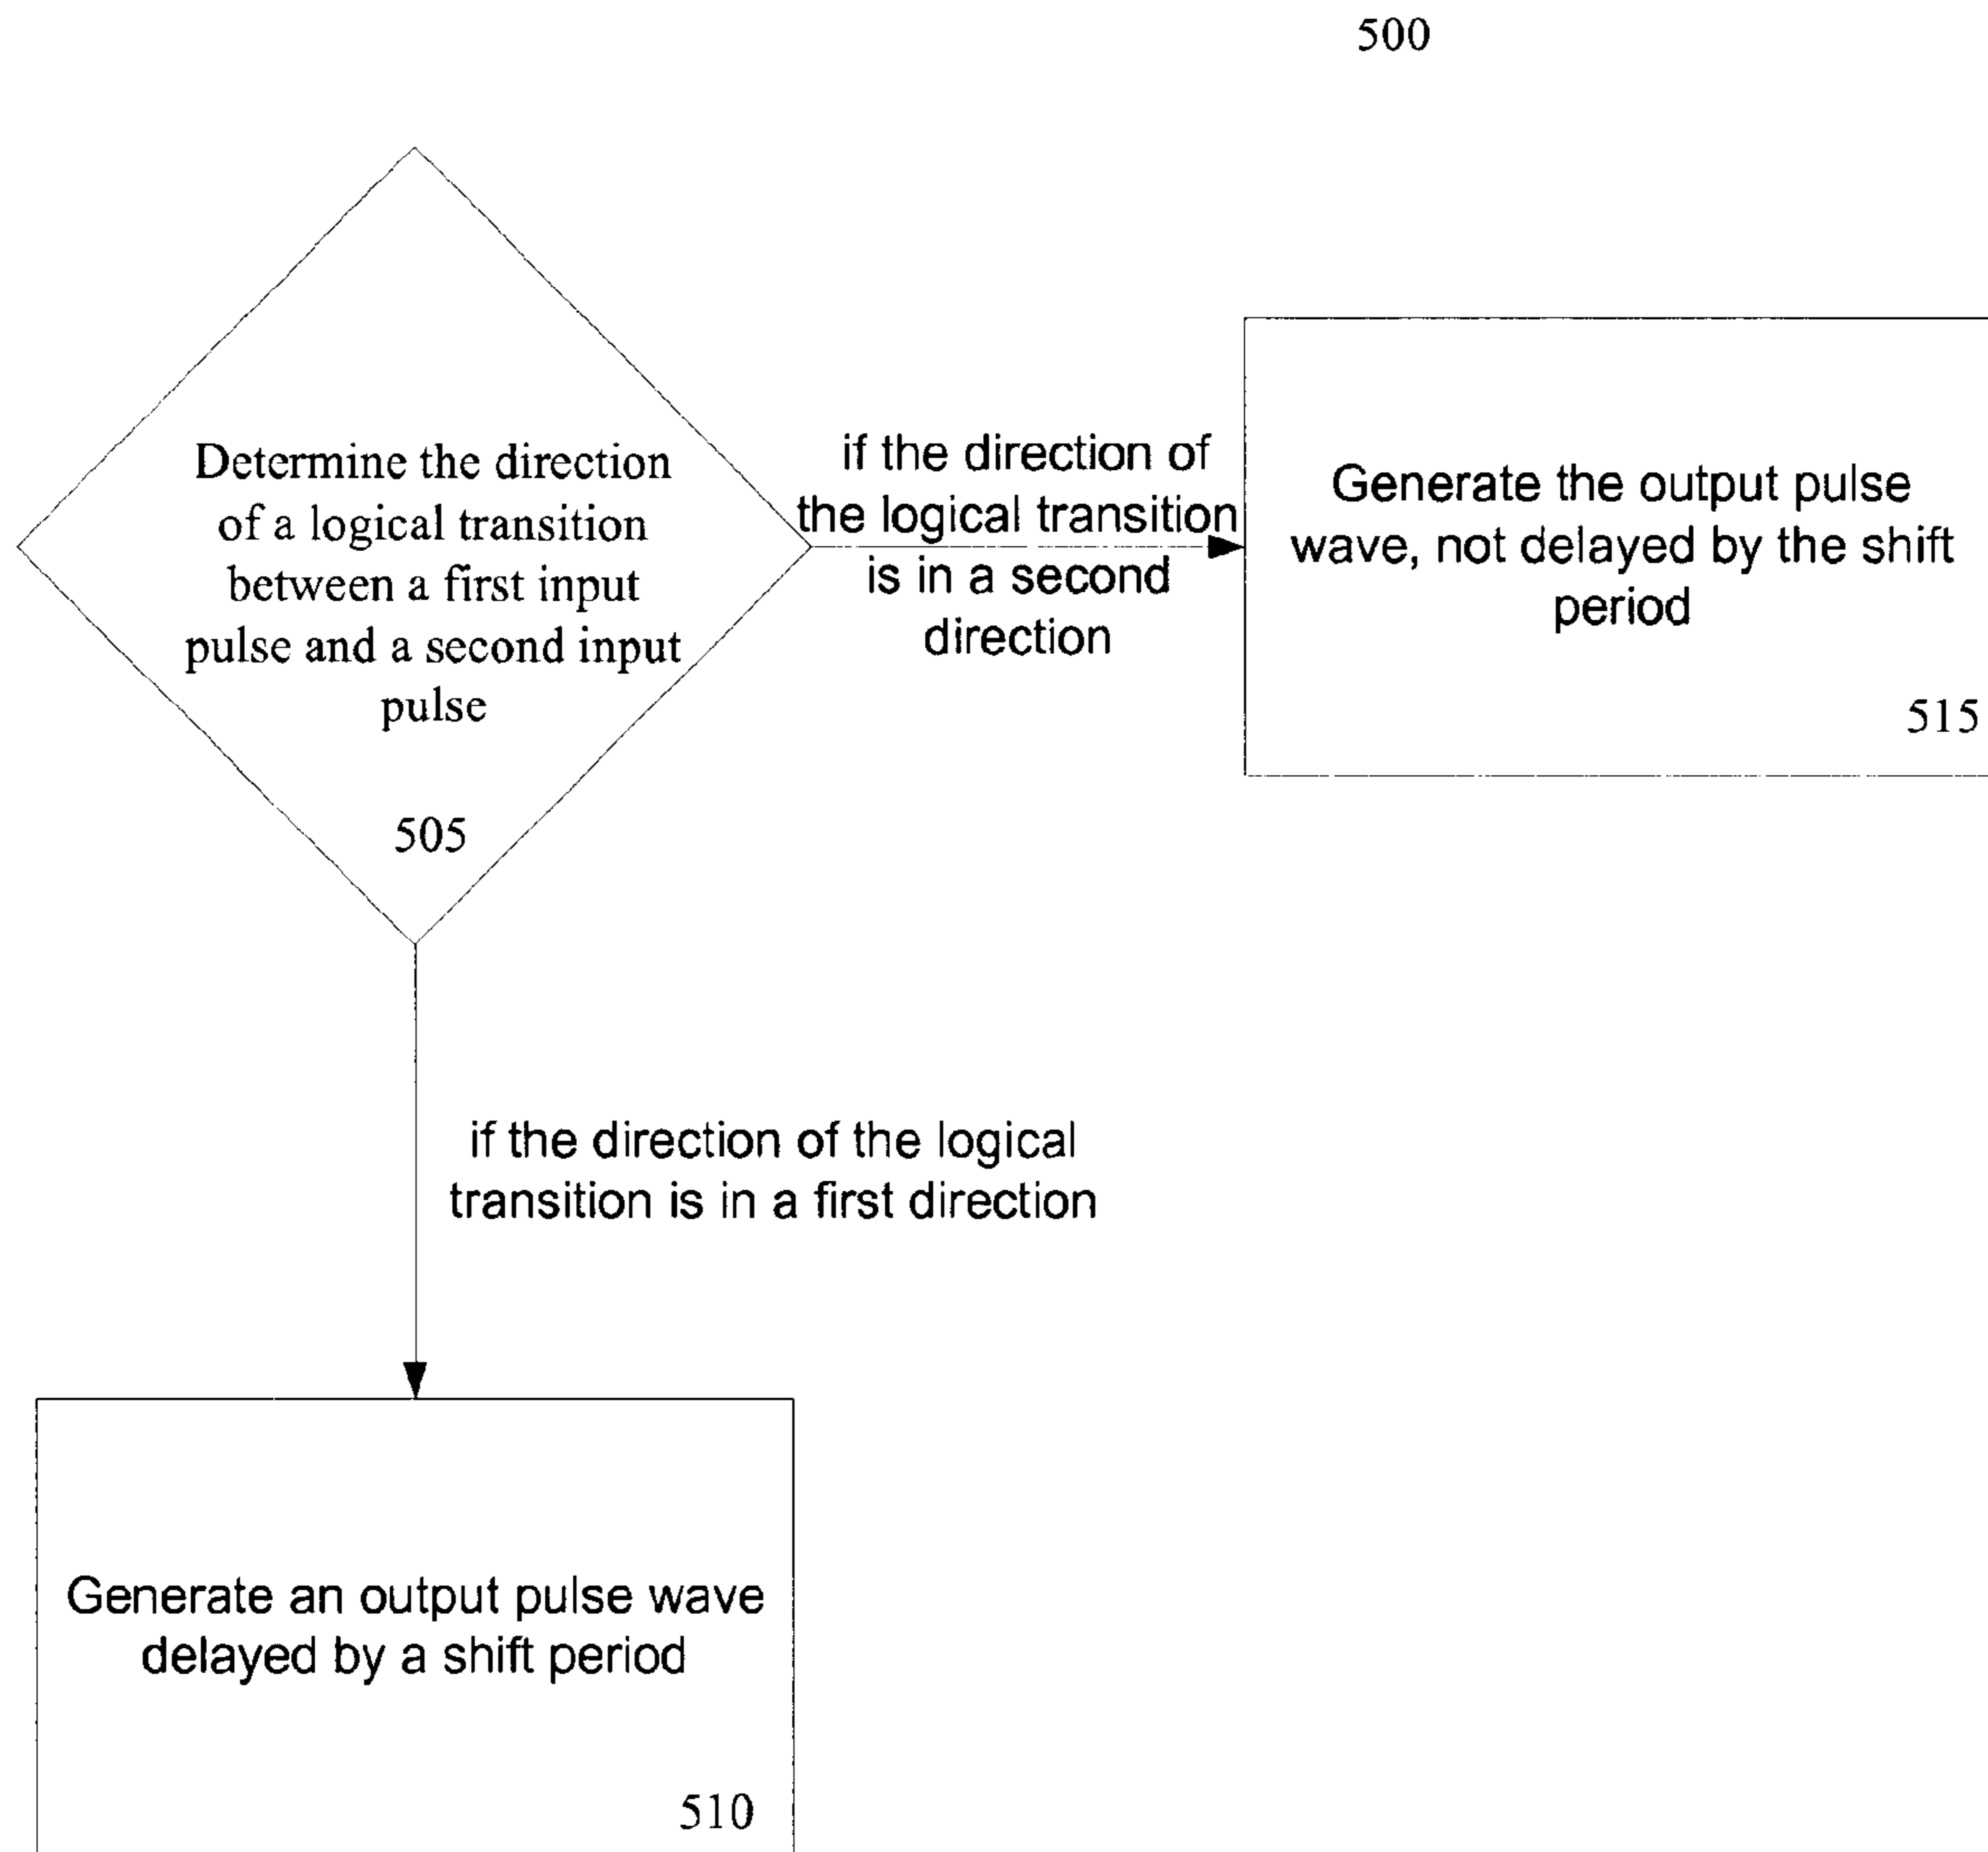 500
Determine the direction
of a logical transition
between a first input
pulse and a second input
pulse
505
if the direction of
the logical transition
is in a second
direction
Generate the output pulse
wave, not delayed by the shift
period
515
if the direction of the logical
transition is in a first direction
Generate an output pulse wave
delayed by a shift period
510